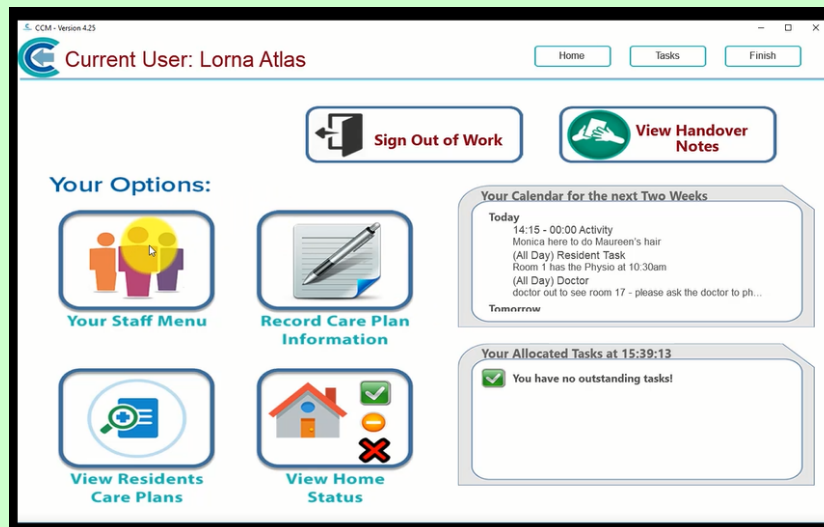 CCM - Version 4.25
Current User: Lorna Atlas
Home
Tasks
Finish
Sign Out of Work
View Handover
Notes
Your Options:
Your Staff Menu
Record Care Plan
Information
View Residents
Care Plans
View Home
Status
Your Calendar for the next Two Weeks
Today
14:15 - 00:00 Activity
Monica here to do Maureen's hair
(All Day) Resident Task
Room 1 has the Physio at 10:30am
(All Day) Doctor
doctor out to see room 17 - please ask the doctor to ph...
Tomorrow
Your Allocated Tasks at 15:39:13
You have no outstanding tasks!